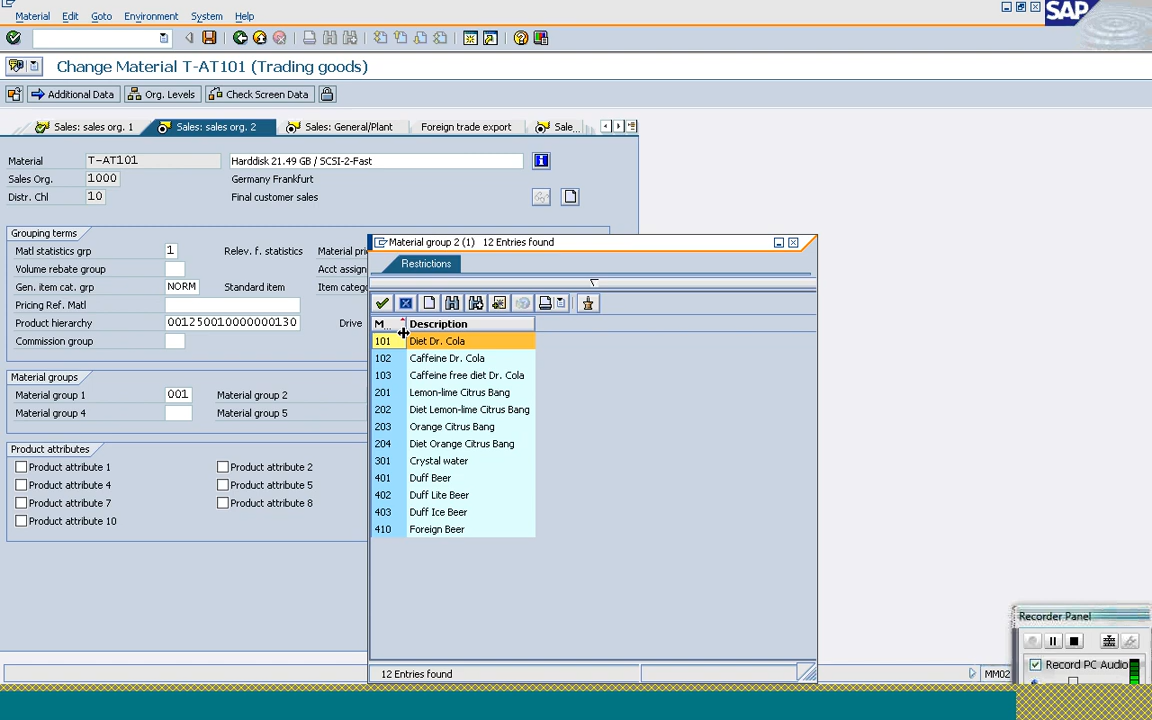 Material Edit Goto Environment System Help
SAP
Change Material T-AT101 (Trading goods)
Additional Data Org. Levels Check Screen Data
Sales: sales org. 1 Sales: sales org. 2 Sales: General/Plant Foreign trade export Sale...
Material T-AT101 Harddisk 21.49 GB / SCSI-2-Fast
Sales Org. 1000 Germany Frankfurt
Distr. Chl 10 Final customer sales
Grouping terms
Matl statistics grp 1 Relev. f. statistics Material pri
Volume rebate group Acct assign
Gen. item cat. grp NORM Standard item Item catego
Pricing Ref. Matl
Product hierarchy 001250010000000130 Drive
Commission group
Material groups
Material group 1 001 Material group 2
Material group 4 Material group 5
Product attributes
Product attribute 1 Product attribute 2
Product attribute 4 Product attribute 5
Product attribute 7 Product attribute 8
Product attribute 10
Material group 2 (1) 12 Entries found
Restrictions
M... Description
101 Diet Dr. Cola
102 Caffeine Dr. Cola
103 Caffeine free diet Dr. Cola
201 Lemon-lime Citrus Bang
202 Diet Lemon-lime Citrus Bang
203 Orange Citrus Bang
204 Diet Orange Citrus Bang
301 Crystal water
401 Duff Beer
402 Duff Lite Beer
403 Duff Ice Beer
410 Foreign Beer
12 Entries found
MM02
Recorder Panel
Record PC Audio